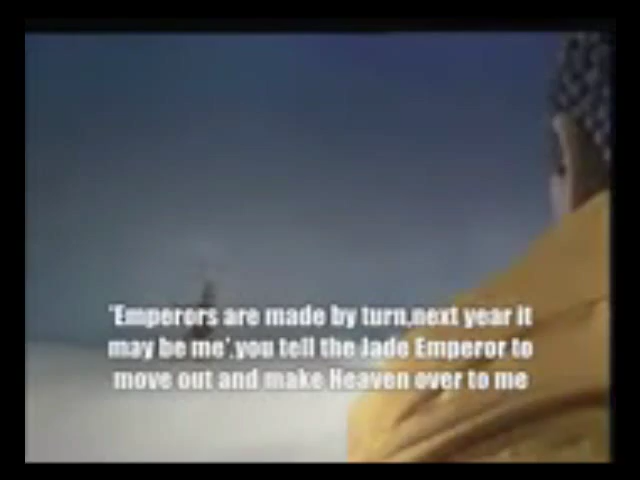 'Emperors are made by turn,next year it
may be me',you tell the Jade Emperor to
move out and make Heaven over to me